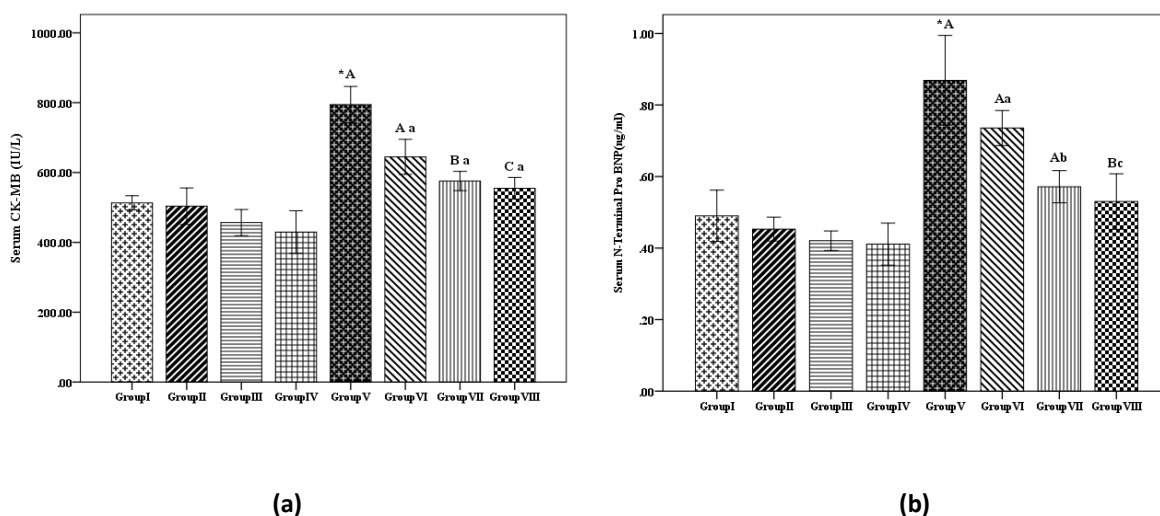 1000.00
800.00
600.00
400.00
200.00
.00
Serum CK-MB (IU/L)
*A
A a
B a
C a
GroupI
GroupII
GroupIII
GroupIV
GroupV
GroupVI
GroupVII
GroupVIII
(a)
1.00
.80
.60
.40
.20
.00
Serum N-Terminal Pro BNP(ng/ml)
*A
Aa
Ab
Bc
GroupI
GroupII
GroupIII
GroupIV
GroupV
GroupVI
GroupVII
GroupVIII
(b)